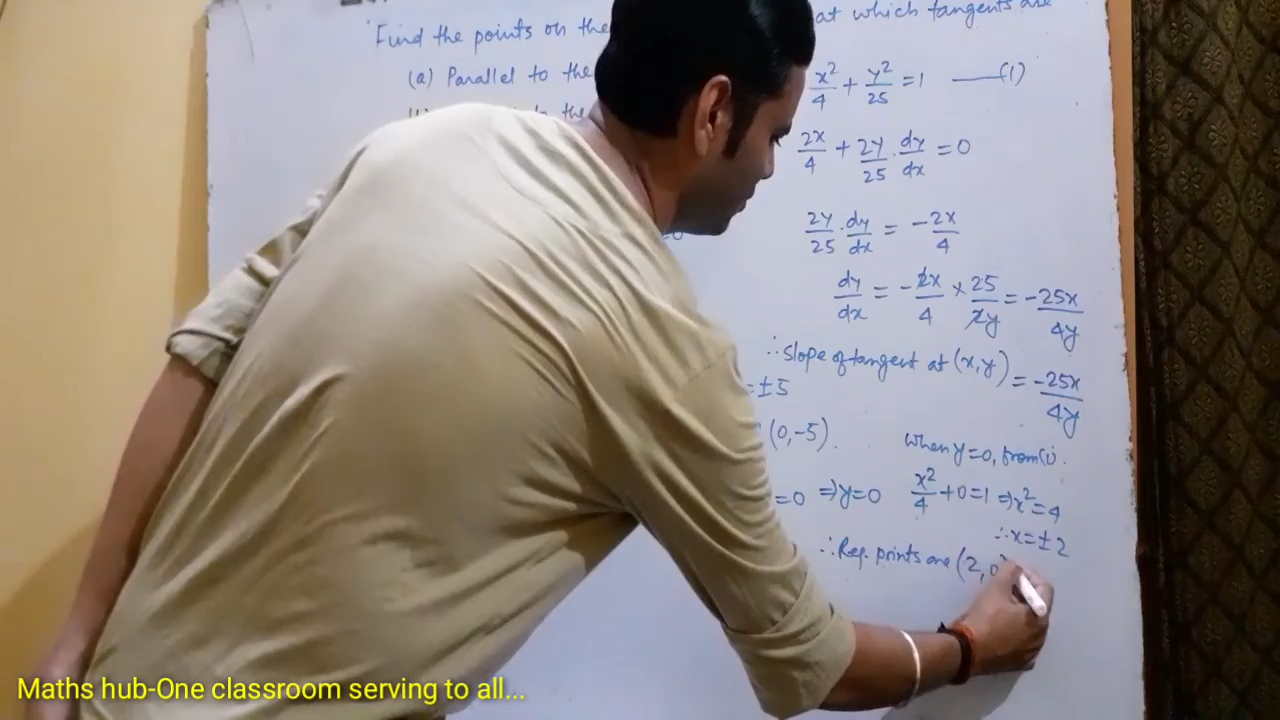 Find the points on the at which tangents are
(a) Parallel to the
to the
x²/4 + y²/25 = 1 —(1)
2x/4 + 2y/25 . dy/dx = 0
2y/25 . dy/dx = -2x/4
dy/dx = -2x/4 × 25/2y = -25x/4y
∴ Slope of tangent at (x,y) = -25x/4y
= ±5
(0,-5).
when y=0, from (i).
=0 ⇒ y=0 x²/4 + 0 = 1 ⇒ x² = 4
∴ x = ±2
∴ Req. points are (2,0)
Maths hub-One classroom serving to all...